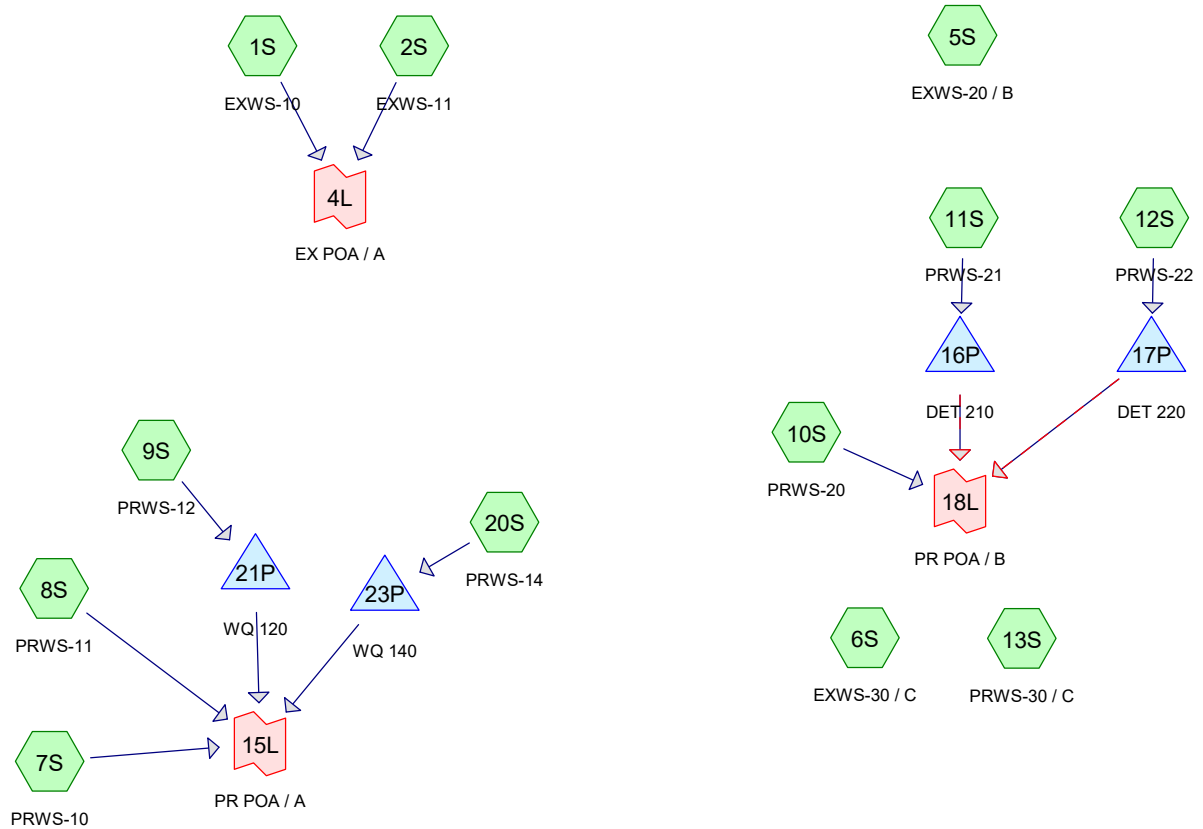 1S
EXWS-10
2S
EXWS-11
4L
EX POA / A
5S
EXWS-20 / B
11S
PRWS-21
12S
PRWS-22
16P
DET 210
17P
DET 220
10S
PRWS-20
18L
PR POA / B
9S
PRWS-12
20S
PRWS-14
21P
WQ 120
23P
WQ 140
8S
PRWS-11
7S
PRWS-10
15L
PR POA / A
6S
EXWS-30 / C
13S
PRWS-30 / C